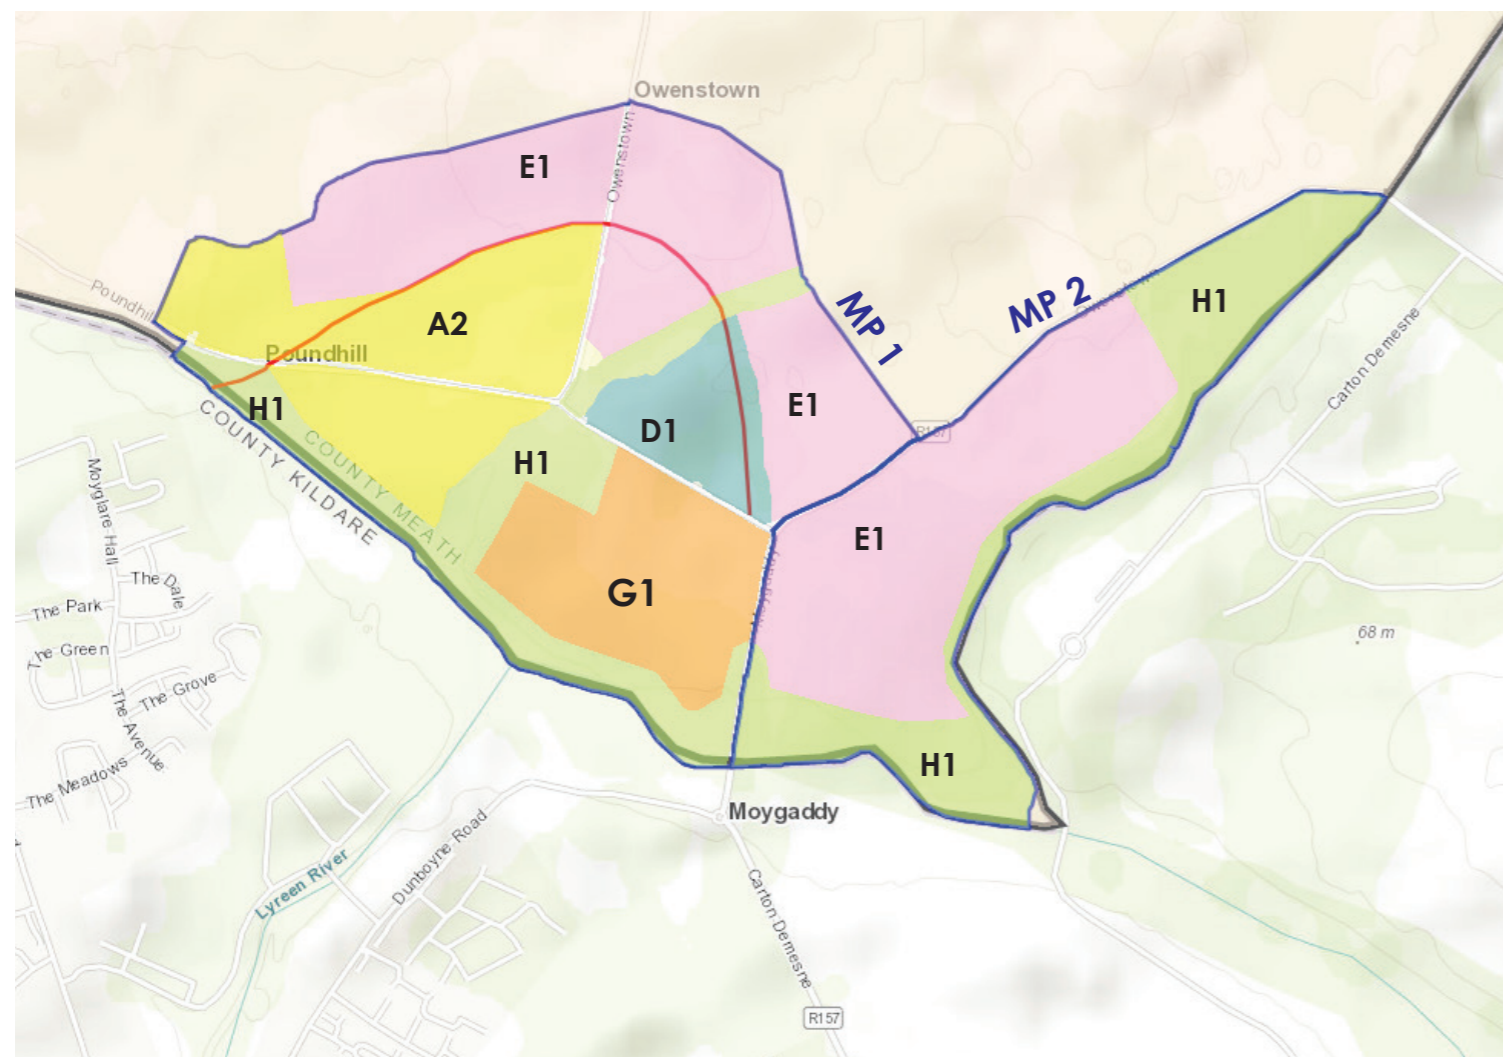 Owenstown
E1
Owenstown
MP 1
MP 2
H1
Carton Demesne
A2
Poundhill
H1
E1
D1
R157
H1
COUNTY KILDARE
COUNTY MEATH
E1
G1
Moygaddy
Moyglare Hall
The Dale
The Park
The Green
The Grove
The Avenue
The Meadows
68 m
H1
Moygaddy
Dunboyne Road
Lyreen River
Carton Demesne
R157